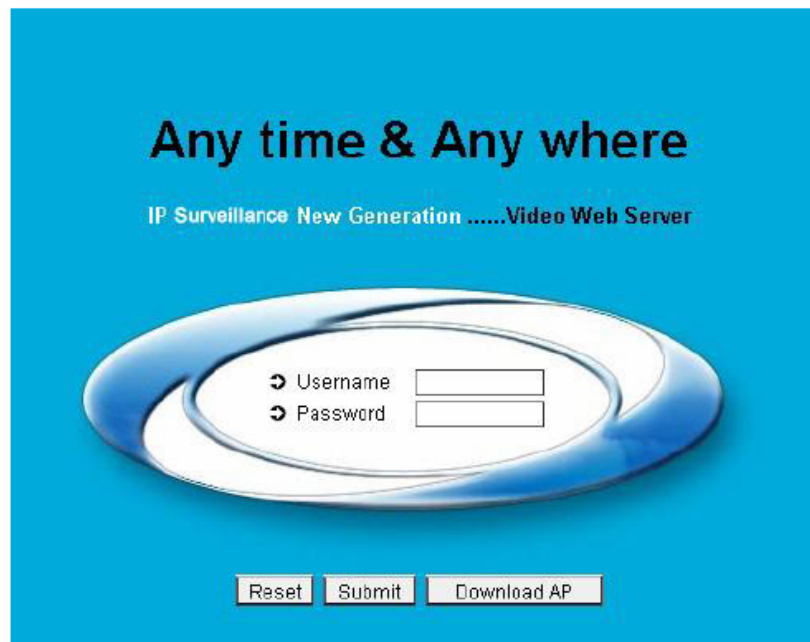 Any time & Any where
IP Surveillance New Generation ......Video Web Server
Username
Password
Reset Submit Download AP